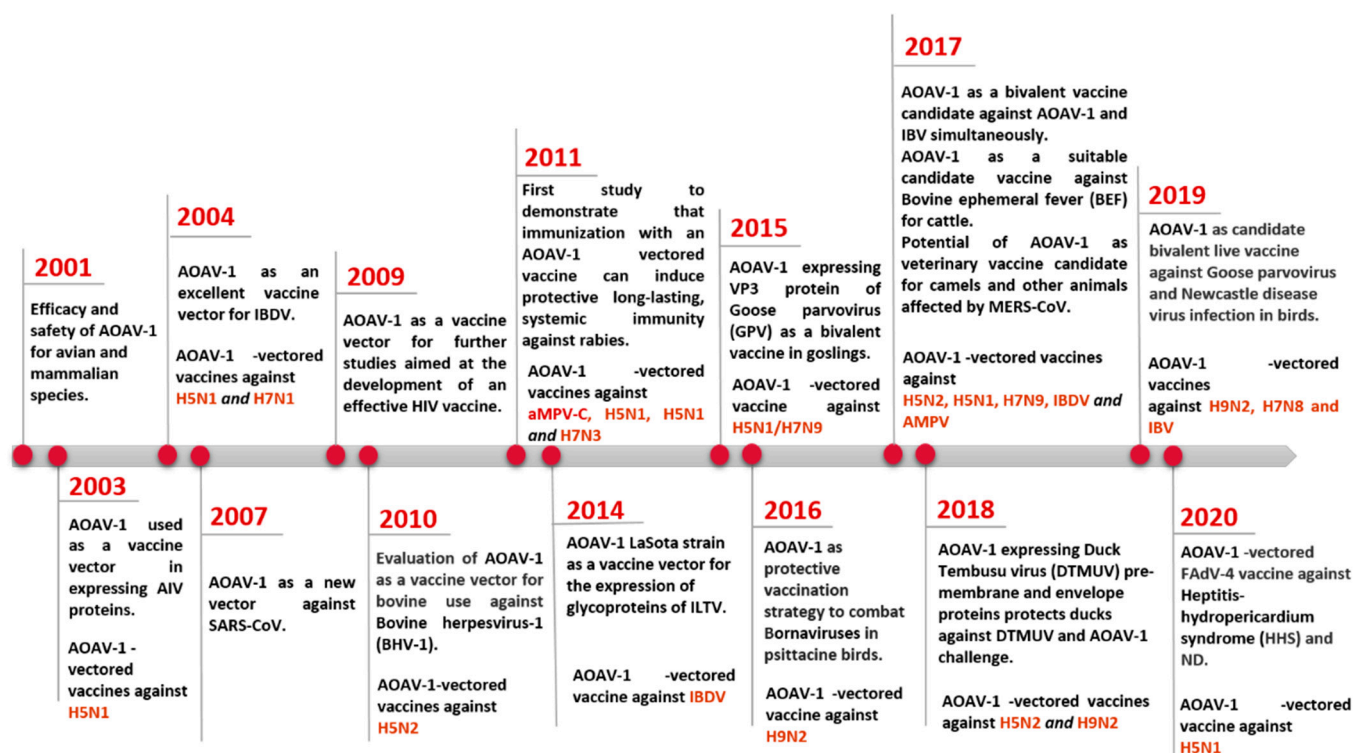 2001
Efficacy and
safety of AOAV-1
for avian and
mammalian
species.
2003
AOAV-1 used
as a vaccine
vector in
expressing AIV
proteins.
AOAV-1 -
vectored
vaccines against
H5N1
2004
AOAV-1 as an
excellent vaccine
vector for IBDV.
AOAV-1 -vectored
vaccines against
H5N1 and H7N1
2007
AOAV-1 as a new
vector against
SARS-CoV.
2009
AOAV-1 as a vaccine
vector for further
studies aimed at the
development of an
effective HIV vaccine.
2010
Evaluation of AOAV-1
as a vaccine vector for
bovine use against
Bovine herpesvirus-1
(BHV-1).
AOAV-1-vectored
vaccines against
H5N2
2011
First study to
demonstrate that
immunization with an
AOAV-1 vectored
vaccine can induce
protective long-lasting,
systemic immunity
against rabies.
AOAV-1 -vectored
vaccines against
aMPV-C, H5N1, H5N1
and H7N3
2014
AOAV-1 LaSota strain
as a vaccine vector for
the expression of
glycoproteins of ILTV.
AOAV-1 -vectored
vaccine against IBDV
2015
AOAV-1 expressing
VP3 protein of
Goose parvovirus
(GPV) as a bivalent
vaccine in goslings.
AOAV-1 -vectored
vaccine against
H5N1/H7N9
2016
AOAV-1 as
protective
vaccination
strategy to combat
Bornaviruses in
psittacine birds.
AOAV-1 -vectored
vaccine against
H9N2
2017
AOAV-1 as a bivalent vaccine
candidate against AOAV-1 and
IBV simultaneously.
AOAV-1 as a suitable
candidate vaccine against
Bovine ephemeral fever (BEF)
for cattle.
Potential of AOAV-1 as
veterinary vaccine candidate
for camels and other animals
affected by MERS-CoV.
AOAV-1 -vectored vaccines
against
H5N2, H5N1, H7N9, IBDV and
AMPV
2018
AOAV-1 expressing Duck
Tembusu virus (DTMUV) pre-
membrane and envelope
proteins protects ducks
against DTMUV and AOAV-1
challenge.
AOAV-1 -vectored vaccines
against H5N2 and H9N2
2019
AOAV-1 as candidate
bivalent live vaccine
against Goose parvovirus
and Newcastle disease
virus infection in birds.
AOAV-1 -vectored
vaccines
against H9N2, H7N8 and
IBV
2020
AOAV-1 -vectored
FAdV-4 vaccine against
Heptitis-
hydropericardium
syndrome (HHS) and
ND.
AOAV-1 -vectored
vaccine against
H5N1